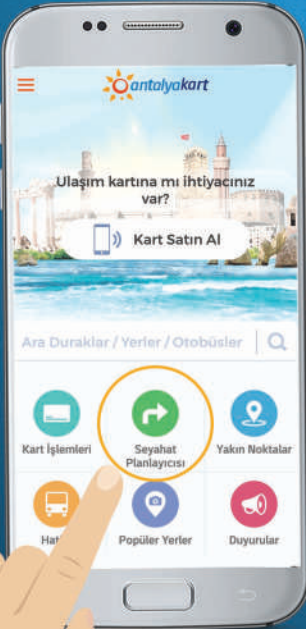 antalyakart
Ulaşım kartına mı ihtiyacınız
var?
Kart Satın Al
Ara Duraklar / Yerler / Otobüsler
Kart İşlemleri
Seyahat
Planlayıcısı
Yakın Noktalar
Popüler Yerler
Duyurular